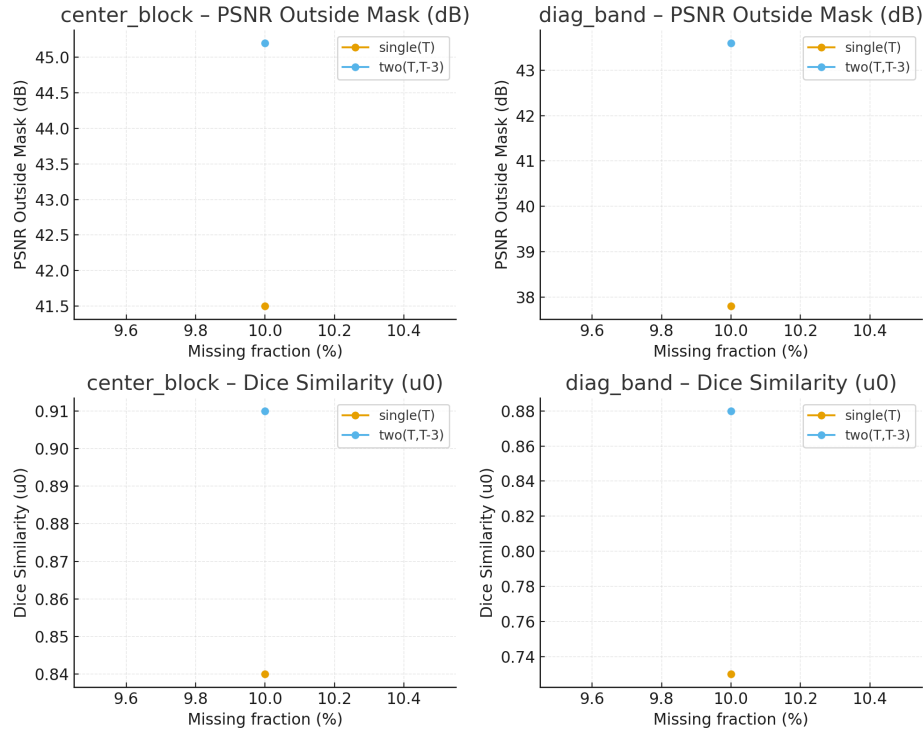 center_block – PSNR Outside Mask (dB)
PSNR Outside Mask (dB)
45.0
44.5
44.0
43.5
43.0
42.5
42.0
41.5
single(T)
two(T,T-3)
9.6 9.8 10.0 10.2 10.4
Missing fraction (%)
diag_band – PSNR Outside Mask (dB)
PSNR Outside Mask (dB)
43
42
41
40
39
38
single(T)
two(T,T-3)
9.6 9.8 10.0 10.2 10.4
Missing fraction (%)
center_block – Dice Similarity (u0)
Dice Similarity (u0)
0.91
0.90
0.89
0.88
0.87
0.86
0.85
0.84
single(T)
two(T,T-3)
9.6 9.8 10.0 10.2 10.4
Missing fraction (%)
diag_band – Dice Similarity (u0)
Dice Similarity (u0)
0.88
0.86
0.84
0.82
0.80
0.78
0.76
0.74
single(T)
two(T,T-3)
9.6 9.8 10.0 10.2 10.4
Missing fraction (%)